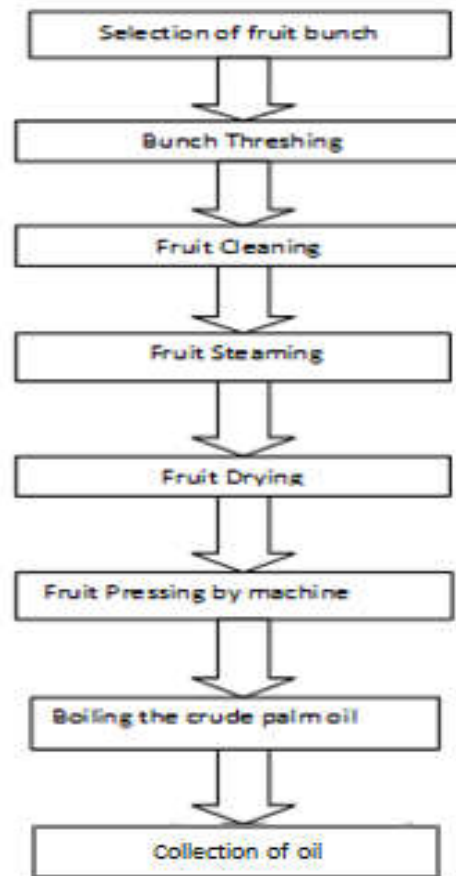 Selection of fruit bunch
Bunch Threshing
Fruit Cleaning
Fruit Steaming
Fruit Drying
Fruit Pressing by machine
Boiling the crude palm oil
Collection of oil